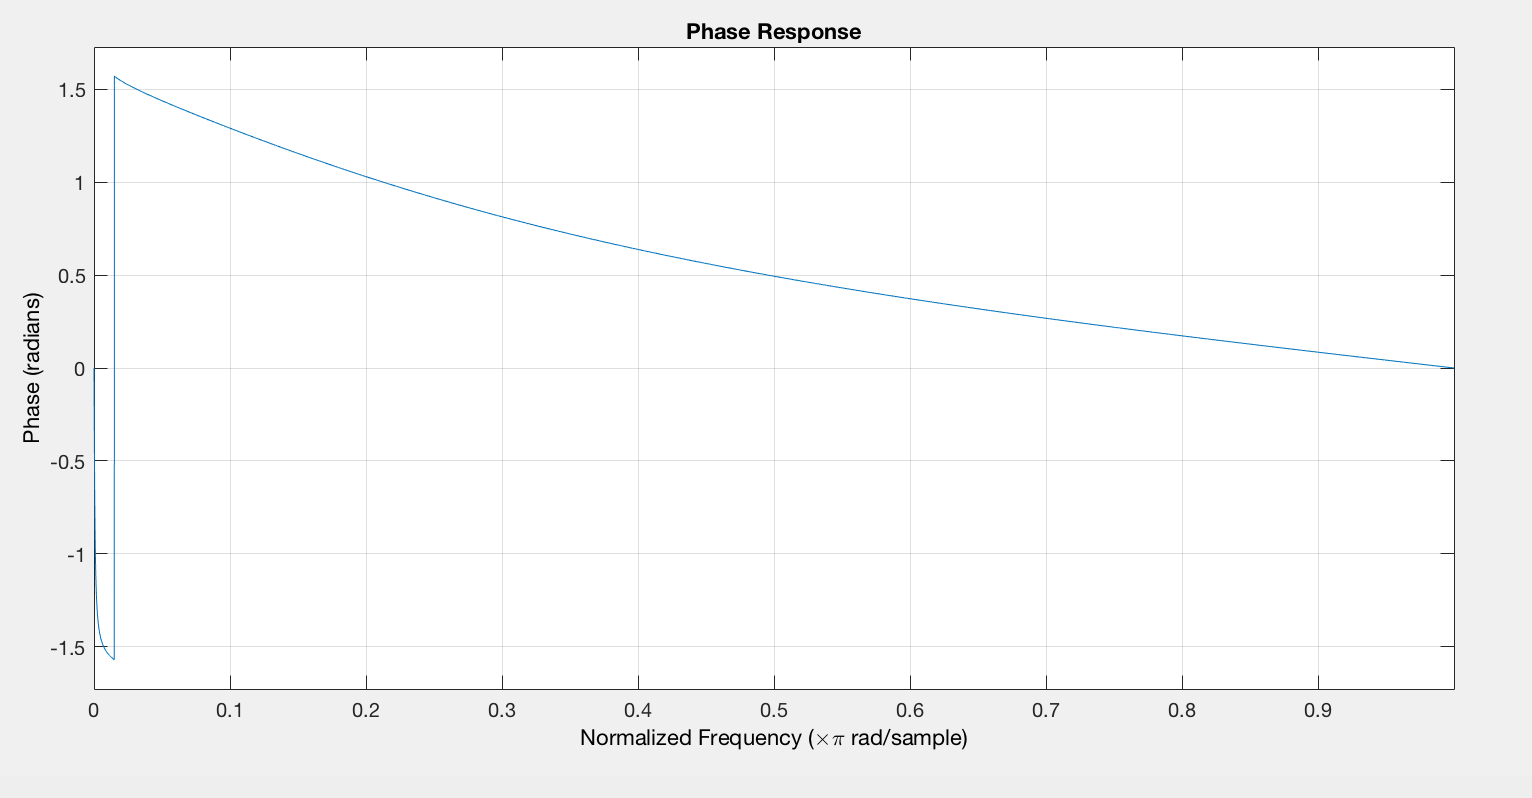 Phase Response
1.5
1
0.5
0
-0.5
-1
-1.5
Phase (radians)
0 0.1 0.2 0.3 0.4 0.5 0.6 0.7 0.8 0.9
Normalized Frequency (×π rad/sample)